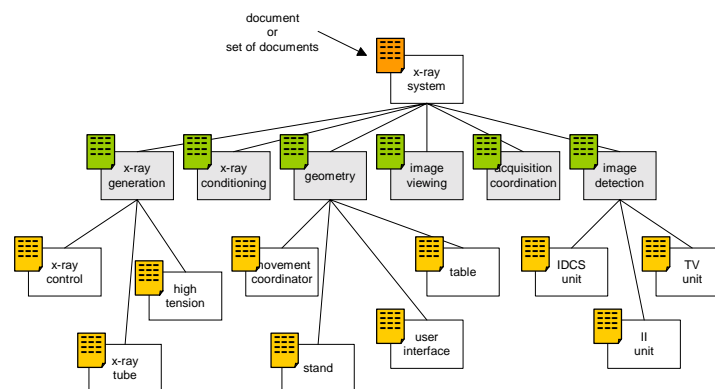 document
or
set of documents
x-ray
system
x-ray
generation
x-ray
conditioning
geometry
image
viewing
acquisition
coordination
image
detection
x-ray
control
high
tension
movement
coordinator
table
IDCS
unit
TV
unit
x-ray
tube
stand
user
interface
II
unit